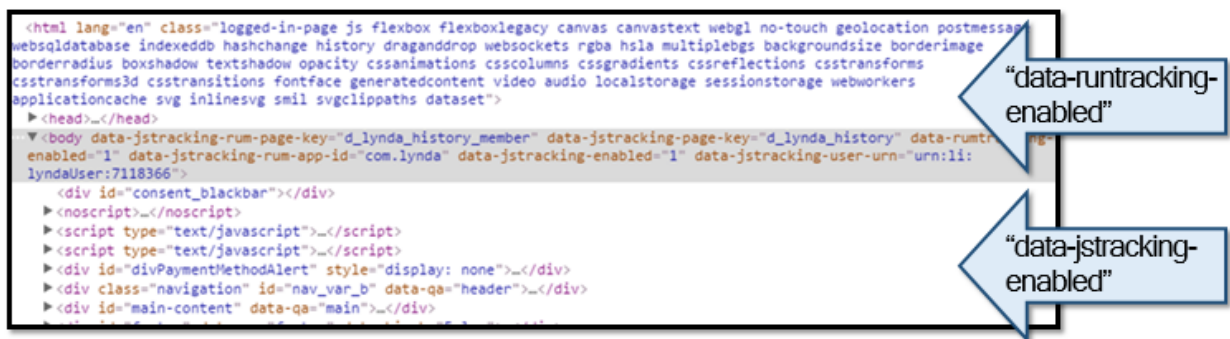 <html lang="en" class="logged-in-page js flexbox flexboxlegacy canvas canvastext webgl no-touch geolocation postmessag
websqldatabase indexeddb hashchange history draganddrop websockets rgba hsla multiplebgs backgroundsize borderimage
borderradius boxshadow textshadow opacity cssanimations csscolumns cssgradients cssreflections csstransforms
csstransforms3d csstransitions fontface generatedcontent video audio localstorage sessionstorage webworkers
applicationcache svg inlinesvg smil svgclippaths dataset">
▶<head>…</head>
…▼<body data-jstracking-rum-page-key="d_lynda_history_member" data-jstracking-page-key="d_lynda_history" data-rumtr ng-
enabled="1" data-jstracking-rum-app-id="com.lynda" data-jstracking-enabled="1" data-jstracking-user-urn="urn:li:
lyndaUser:7118366">
<div id="consent_blackbar"></div>
▶<noscript>…</noscript>
▶<script type="text/javascript">…</script>
▶<script type="text/javascript">…</script>
▶<div id="divPaymentMethodAlert" style="display: none">…</div>
▶<div class="navigation" id="nav_var_b" data-qa="header">…</div>
▶<div id="main-content" data-qa="main">…</div>
“data-runtracking-
enabled”
“data-jstracking-
enabled”